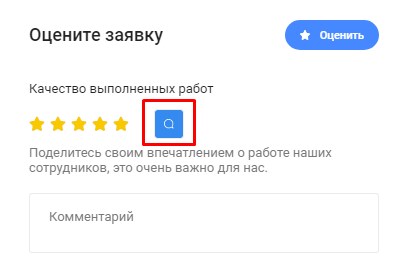 Оцените заявку
Оценить
Качество выполненных работ
Поделитесь своим впечатлением о работе наших
сотрудников, это очень важно для нас.
Комментарий